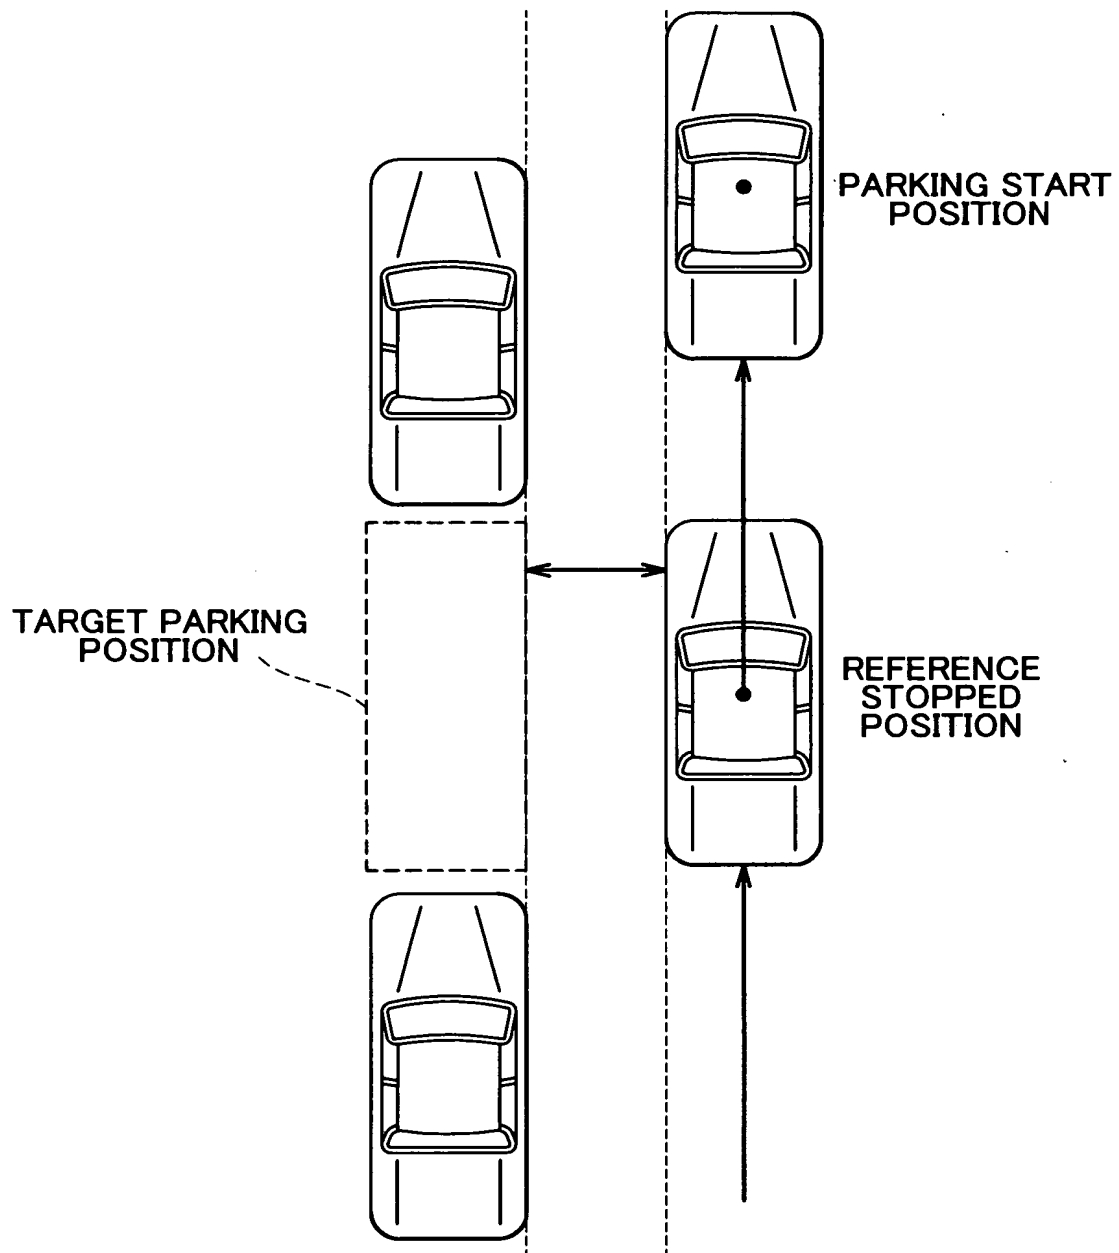 PARKING START
POSITION
TARGET PARKING
POSITION
REFERENCE
STOPPED
POSITION